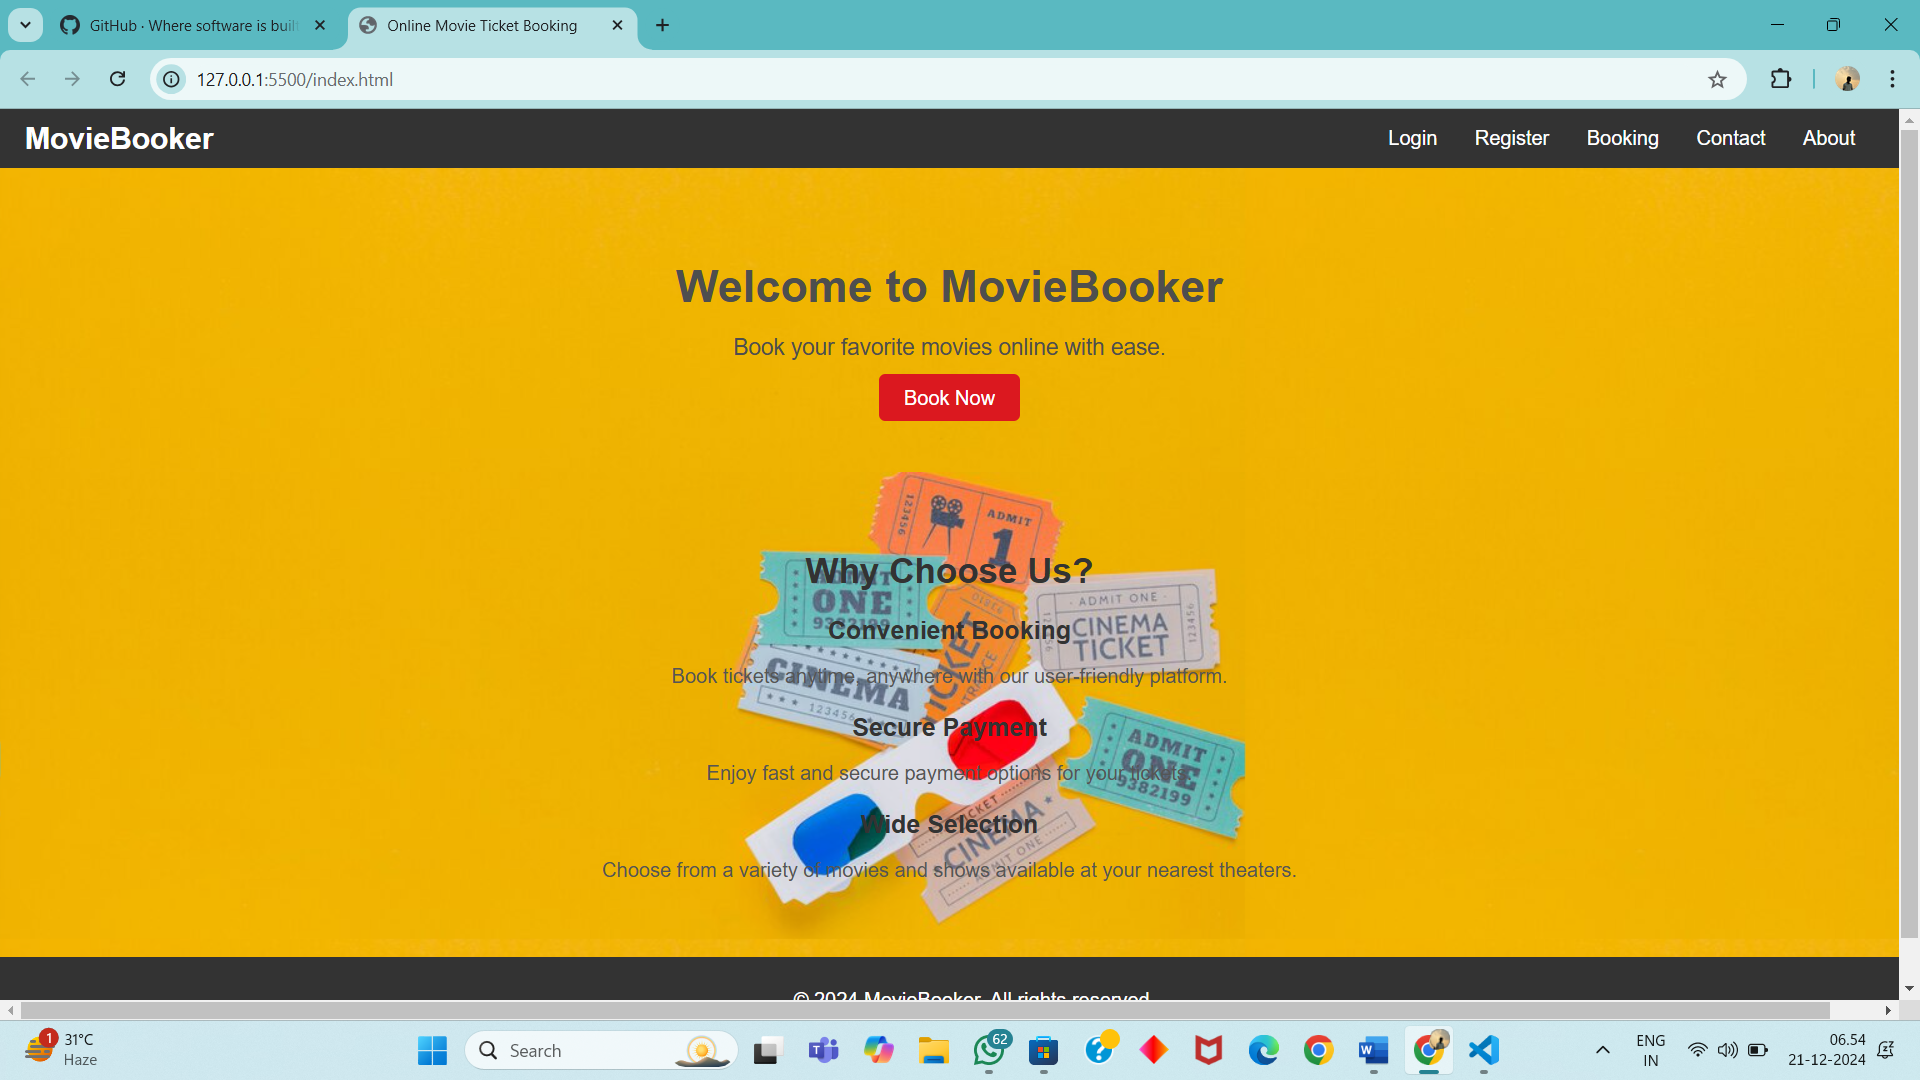 GitHub · Where software is buil
Online Movie Ticket Booking
127.0.0.1:5500/index.html
MovieBooker
Login Register Booking Contact About
Welcome to MovieBooker
Book your favorite movies online with ease.
Book Now
123456
ADMIT
1
Why Choose Us?
ADMIT
ONE
9382199
- ADMIT ONE -
CINEMA
TICKET
123456
Convenient Booking
TICKET
Book tickets anytime, anywhere with our user-friendly platform.
CINEMA
123456
Secure Payment
ADMIT
ONE
9382199
Enjoy fast and secure payment options for your tickets.
TICKET
CINEMA
ADMIT ONE
Wide Selection
Choose from a variety of movies and shows available at your nearest theaters.
© 2024 MovieBooker. All rights reserved.
1
31°C
Haze
Search
62
ENG
IN
06.54
21-12-2024